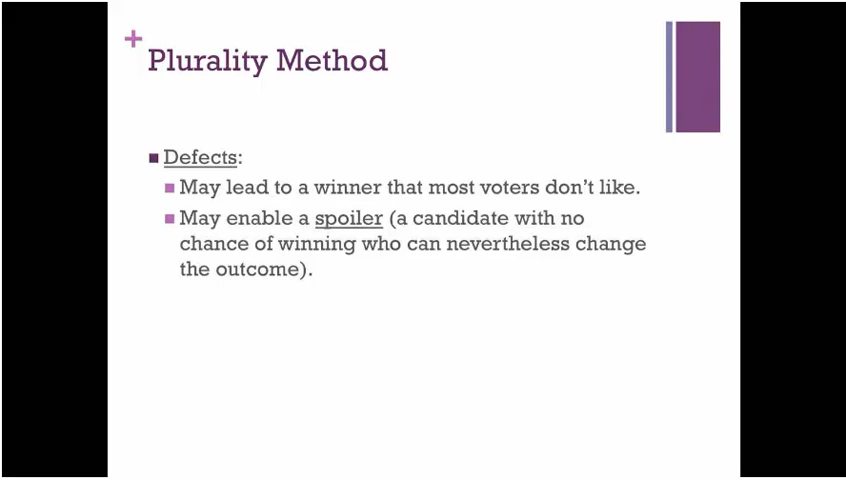 +
Plurality Method
Defects:
May lead to a winner that most voters don't like.
May enable a spoiler (a candidate with no
chance of winning who can nevertheless change
the outcome).